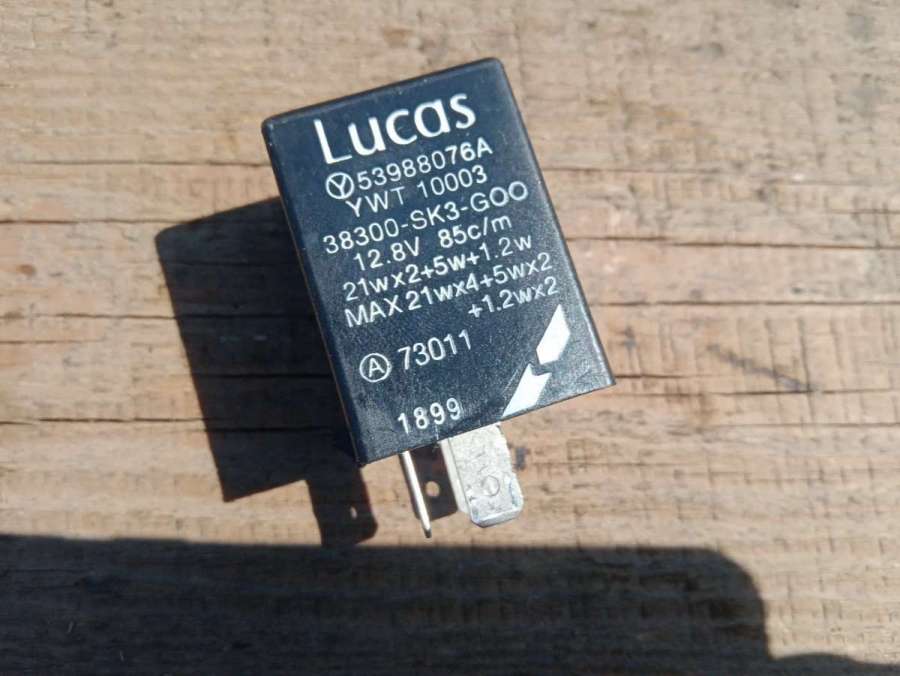 Lucas
Ⓨ 53988076A
YWT 10003
38300-SK3-G00
12.8V 85c/m
21wx2+5w+1.2w
MAX 21wx4+5wx2
+1.2wx2
Ⓐ 73011
1899